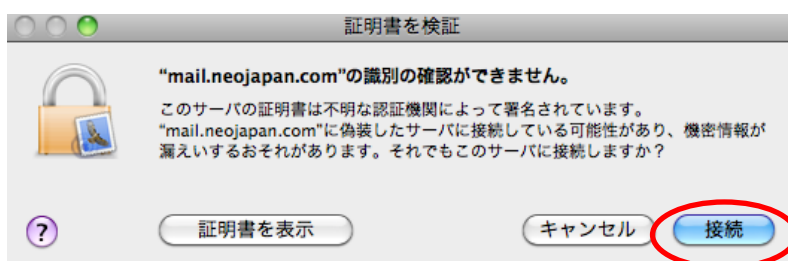 証明書を検証
“mail.neojapan.com”の識別の確認ができません。
このサーバの証明書は不明な認証機関によって署名されています。
“mail.neojapan.com”に偽装したサーバに接続している可能性があり、機密情報が
漏えいするおそれがあります。それでもこのサーバに接続しますか？
?
証明書を表示
キャンセル
接続